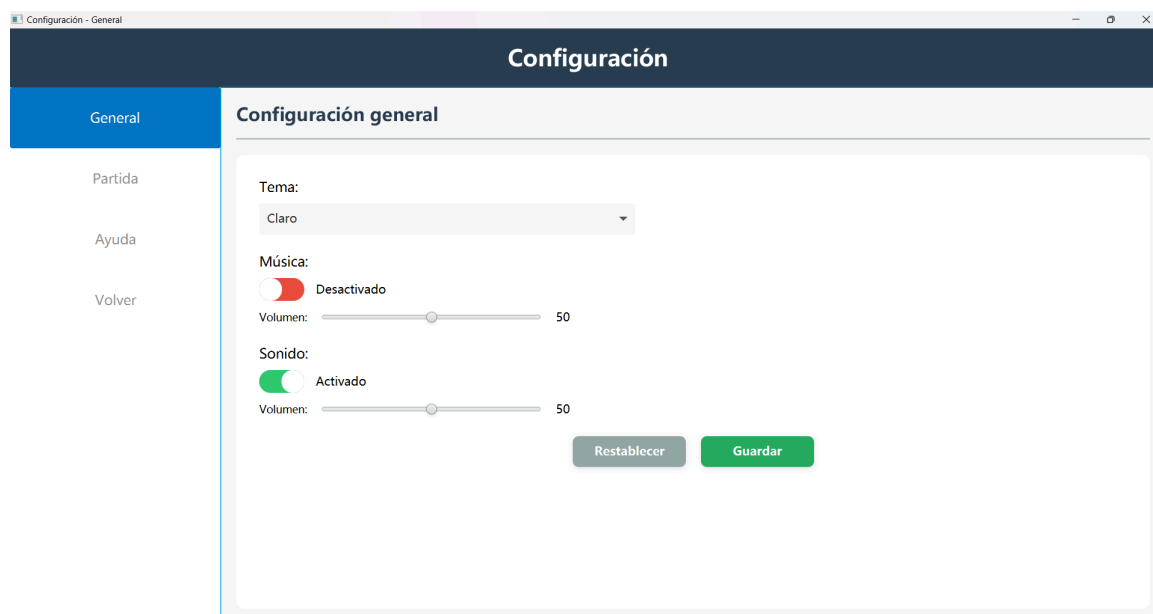 Configuración - General
Configuración
General
Partida
Ayuda
Volver
Configuración general
Tema:
Claro
Música:
Desactivado
Volumen: 50
Sonido:
Activado
Volumen: 50
Restablecer Guardar